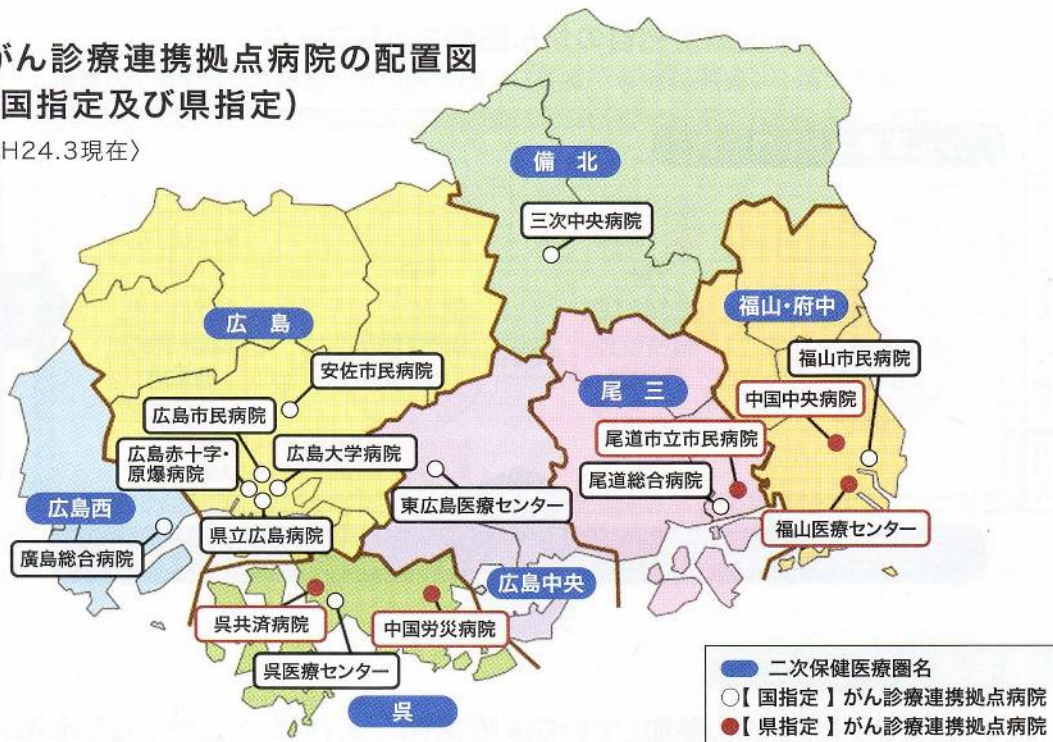 がん診療連携拠点病院の配置図
国指定及び県指定）
H24.3現在〉
備　北
三次中央病院
広　島
福山・府中
安佐市民病院
福山市民病院
尾　三
中国中央病院
広島市民病院
尾道市立市民病院
広島赤十字・
原爆病院
広島大学病院
尾道総合病院
東広島医療センター
広島西
県立広島病院
福山医療センター
廣島総合病院
広島中央
呉共済病院
中国労災病院
呉医療センター
呉
二次保健医療圏名
【 国指定 】がん診療連携拠点病院
【 県指定 】がん診療連携拠点病院